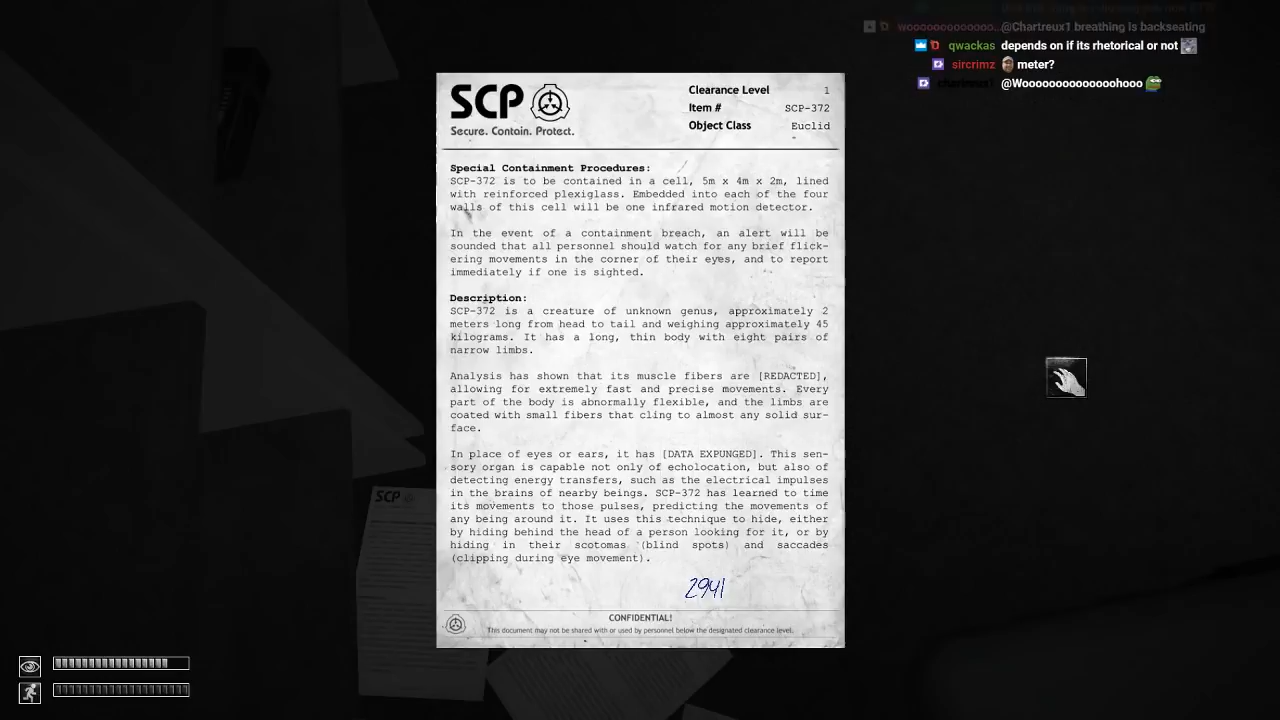 @Chartreux1 breathing is backseating
qwackas depends on if its rhetorical or not
sircrimz meter?
@Woooooooooooooohooo
SCP
Secure. Contain. Protect.
Clearance Level 1
Item # SCP-372
Object Class Euclid
Special Containment Procedures:
SCP-372 is to be contained in a cell, 5m x 4m x 2m, lined
with reinforced plexiglass. Embedded into each of the four
walls of this cell will be one infrared motion detector.
In the event of a containment breach, an alert will be
sounded that all personnel should watch for any brief flick-
ering movements in the corner of their eyes, and to report
immediately if one is sighted.
Description:
SCP-372 is a creature of unknown genus, approximately 2
meters long from head to tail and weighing approximately 45
kilograms. It has a long, thin body with eight pairs of
narrow limbs.
Analysis has shown that its muscle fibers are [REDACTED],
allowing for extremely fast and precise movements. Every
part of the body is abnormally flexible, and the limbs are
coated with small fibers that cling to almost any solid sur-
face.
In place of eyes or ears, it has [DATA EXPUNGED]. This sen-
sory organ is capable not only of echolocation, but also of
detecting energy transfers, such as the electrical impulses
in the brains of nearby beings. SCP-372 has learned to time
its movements to those pulses, predicting the movements of
any being around it. It uses this technique to hide, either
by hiding behind the head of a person looking for it, or by
hiding in their scotomas (blind spots) and saccades
(clipping during eye movement).
2941
CONFIDENTIAL!
This document may not be shared with or used by personnel below the designated clearance level.
SCP